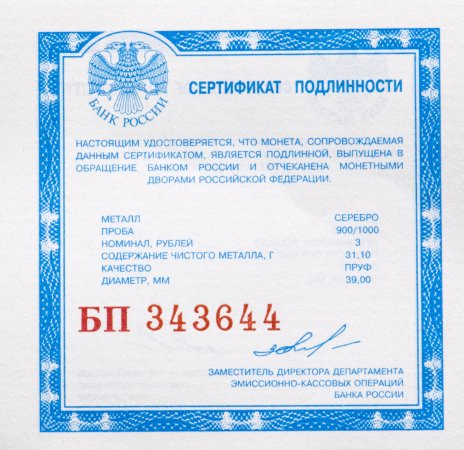 БАНК РОССИИ
СЕРТИФИКАТ ПОДЛИННОСТИ
НАСТОЯЩИМ УДОСТОВЕРЯЕТСЯ, ЧТО МОНЕТА, СОПРОВОЖДАЕМАЯ
ДАННЫМ СЕРТИФИКАТОМ, ЯВЛЯЕТСЯ ПОДЛИННОЙ, ВЫПУЩЕНА В
ОБРАЩЕНИЕ БАНКОМ РОССИИ И ОТЧЕКАНЕНА МОНЕТНЫМИ
ДВОРАМИ РОССИЙСКОЙ ФЕДЕРАЦИИ.
МЕТАЛЛ СЕРЕБРО
ПРОБА 900/1000
НОМИНАЛ, РУБЛЕЙ 3
СОДЕРЖАНИЕ ЧИСТОГО МЕТАЛЛА, Г 31,10
КАЧЕСТВО ПРУФ
ДИАМЕТР, ММ 39,00
БП 343644
ЗАМЕСТИТЕЛЬ ДИРЕКТОРА ДЕПАРТАМЕНТА
ЭМИССИОННО-КАССОВЫХ ОПЕРАЦИЙ
БАНКА РОССИИ